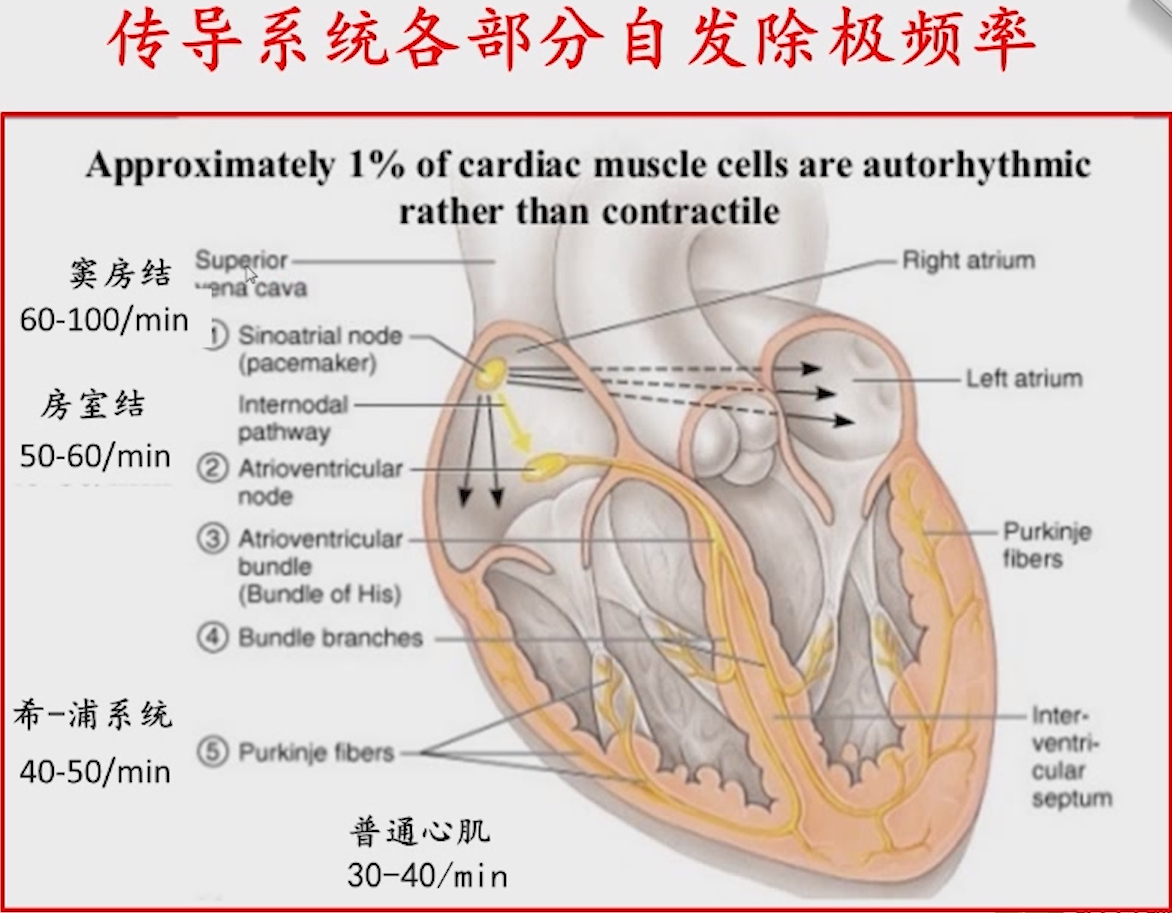 传导系统各部分自发除极频率
Approximately 1% of cardiac muscle cells are autorhythmic
rather than contractile
窦房结
60-100/min
房室结
50-60/min
希-浦系统
40-50/min
普通心肌
30-40/min
Superior
vena cava
1 Sinoatrial node
(pacemaker)
Internodal
pathway
② Atrioventricular
node
③ Atrioventricular
bundle
(Bundle of His)
④ Bundle branches
⑤ Purkinje fibers
Right atrium
Left atrium
Purkinje
fibers
Inter-
ventri-
cular
septum